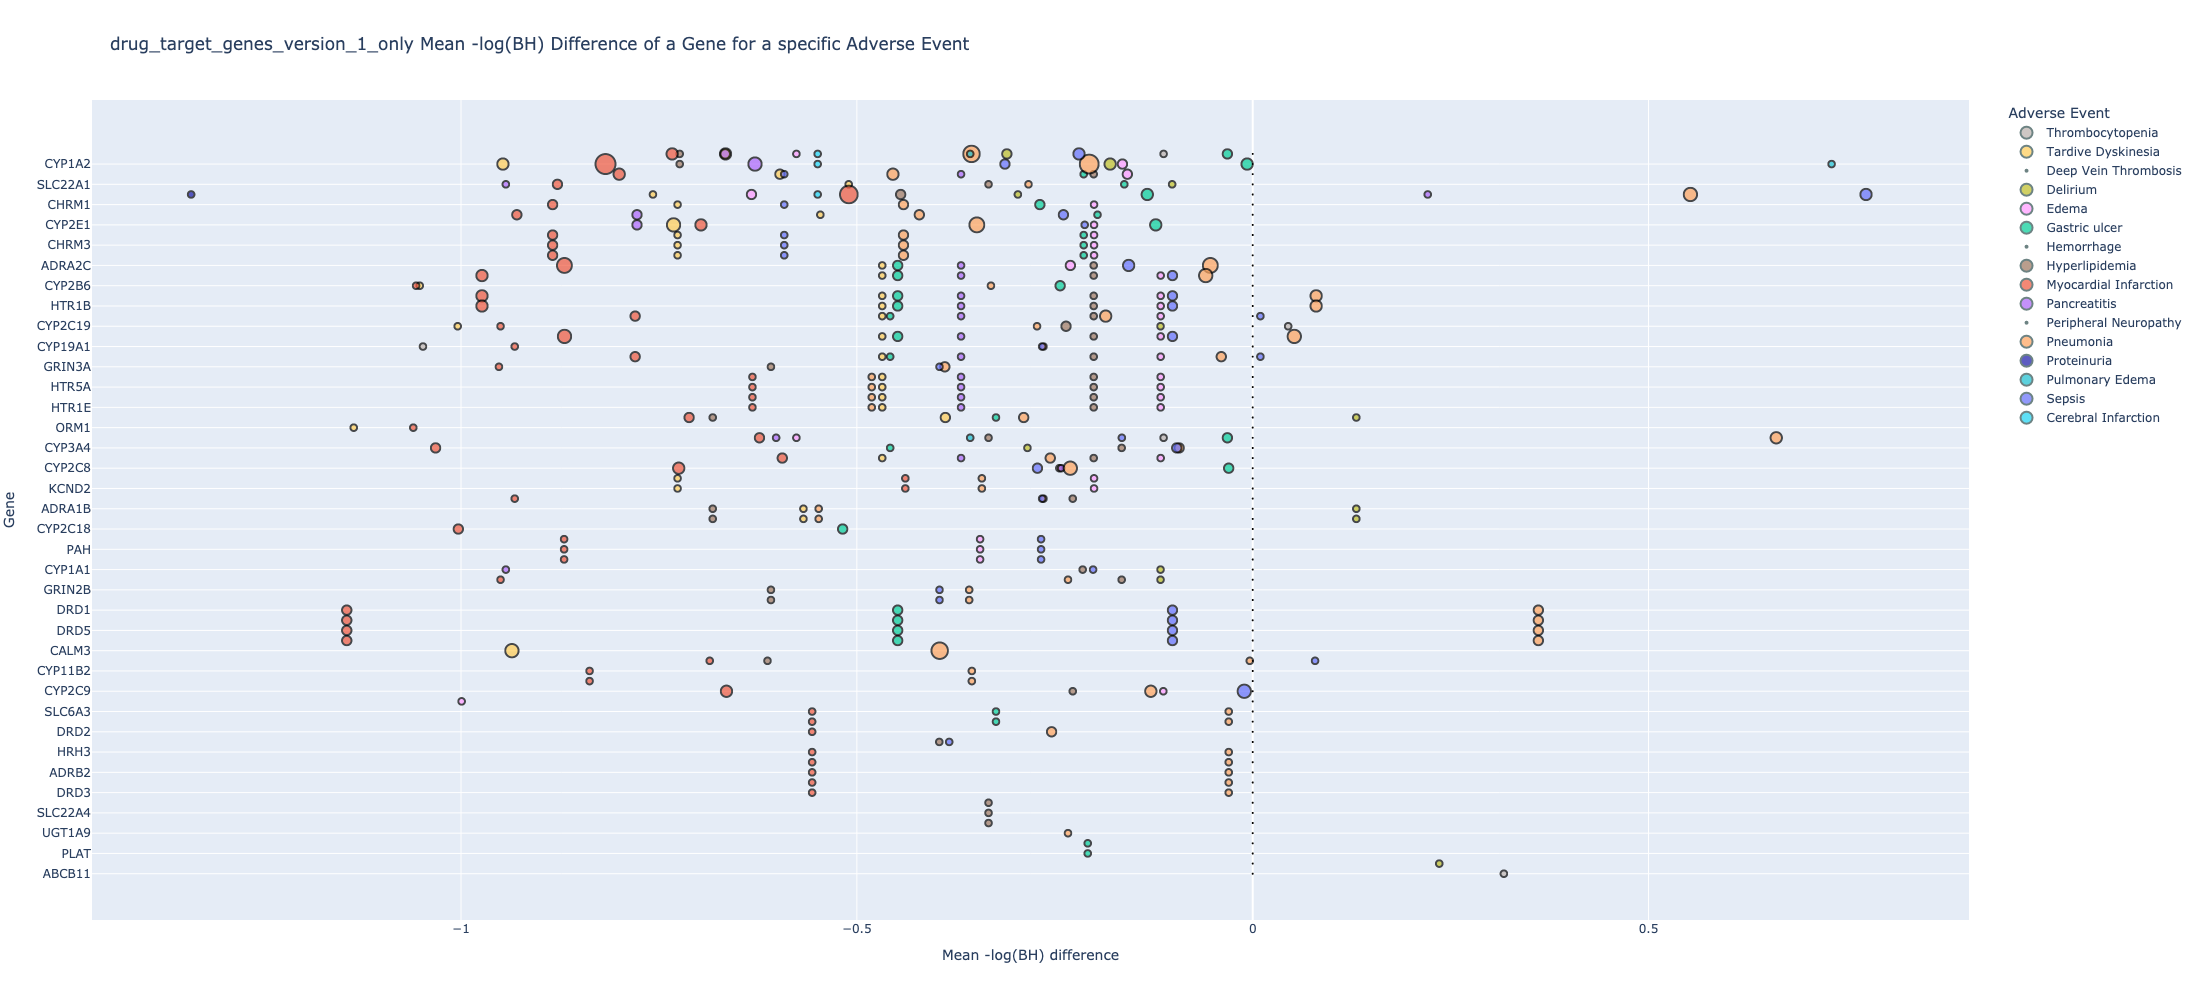 drug_target_genes_version_1_only Mean -log(BH) Difference of a Gene for a specific Adverse Event
Adverse Event
Thrombocytopenia
Tardive Dyskinesia
Deep Vein Thrombosis
Delirium
Edema
Gastric ulcer
Hemorrhage
Hyperlipidemia
Myocardial Infarction
Pancreatitis
Peripheral Neuropathy
Pneumonia
Proteinuria
Pulmonary Edema
Sepsis
Cerebral Infarction
Gene
CYP1A2
SLC22A1
CHRM1
CYP2E1
CHRM3
ADRA2C
CYP2B6
HTR1B
CYP2C19
CYP19A1
GRIN3A
HTR5A
HTR1E
ORM1
CYP3A4
CYP2C8
KCND2
ADRA1B
CYP2C18
PAH
CYP1A1
GRIN2B
DRD1
DRD5
CALM3
CYP11B2
CYP2C9
SLC6A3
DRD2
HRH3
ADRB2
DRD3
SLC22A4
UGT1A9
PLAT
ABCB11
−1
−0.5
0
0.5
Mean -log(BH) difference